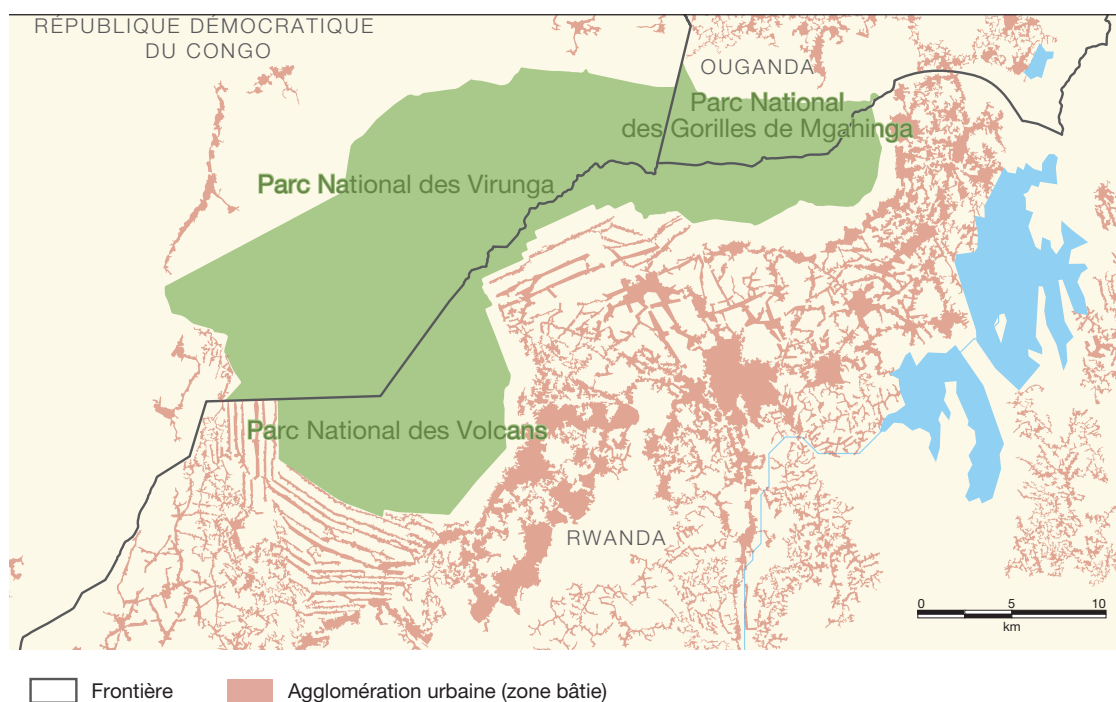 RÉPUBLIQUE DÉMOCRATIQUE
DU CONGO
OUGANDA
Parc National
des Gorilles de Mgahinga
Parc National des Virunga
Parc National des Volcans
RWANDA
0 5 10
km
Frontière
Agglomération urbaine (zone bâtie)